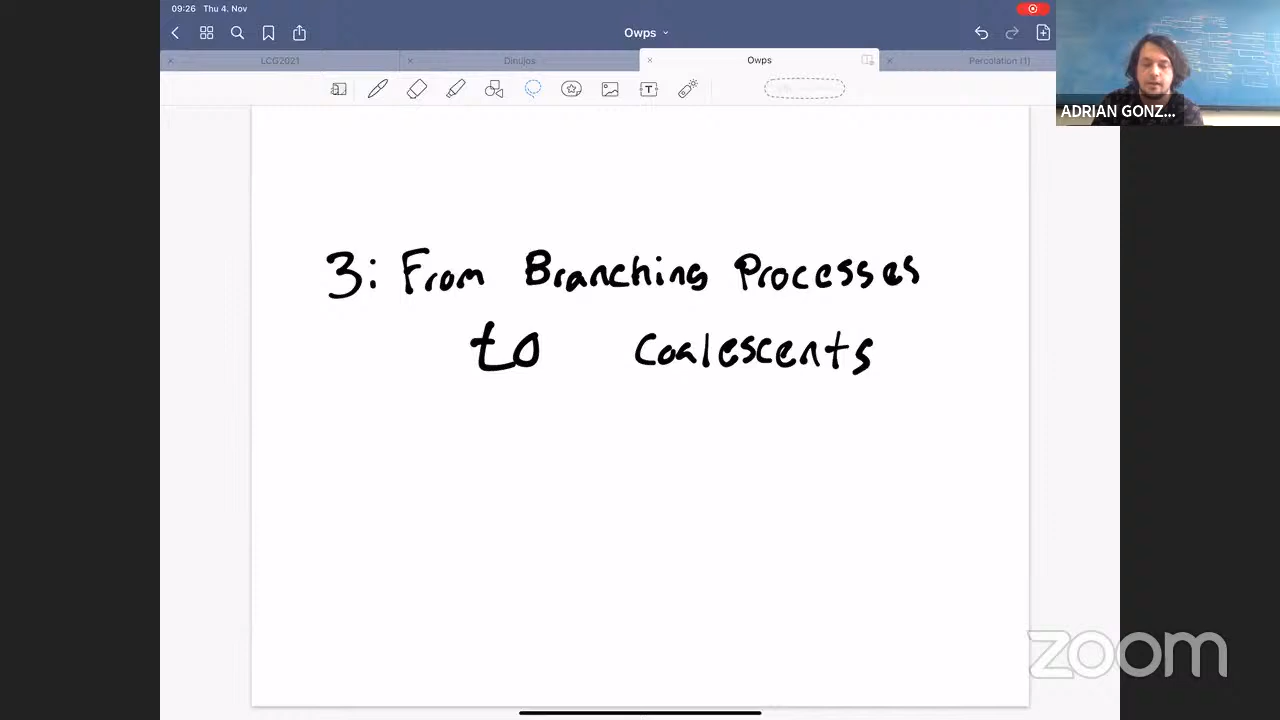 09:26 Thu 4. Nov
Owps
LCG2021
Dinujos
Owps
Percolation (1)
T
ADRIAN GONZ...
3: From Branching Processes
to Coalescents
zoom